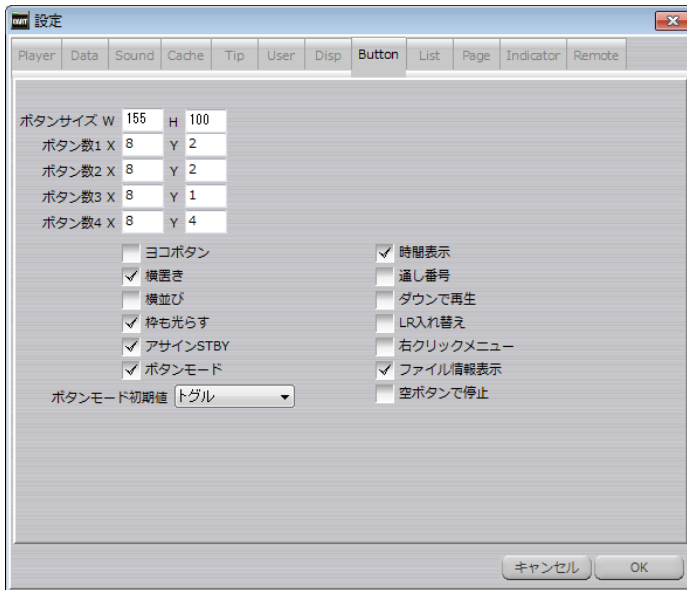 設定
Player Data Sound Cache Tip User Disp Button List Page Indicator Remote
ボタンサイズ W 155 H 100
ボタン数1 X 8 Y 2
ボタン数2 X 8 Y 2
ボタン数3 X 8 Y 1
ボタン数4 X 8 Y 4
ヨコボタン 時間表示
横置き 通し番号
横並び ダウンで再生
枠も光らす LR入れ替え
アサインSTBY 右クリックメニュー
ボタンモード ファイル情報表示
ボタンモード初期値 トグル 空ボタンで停止
キャンセル OK